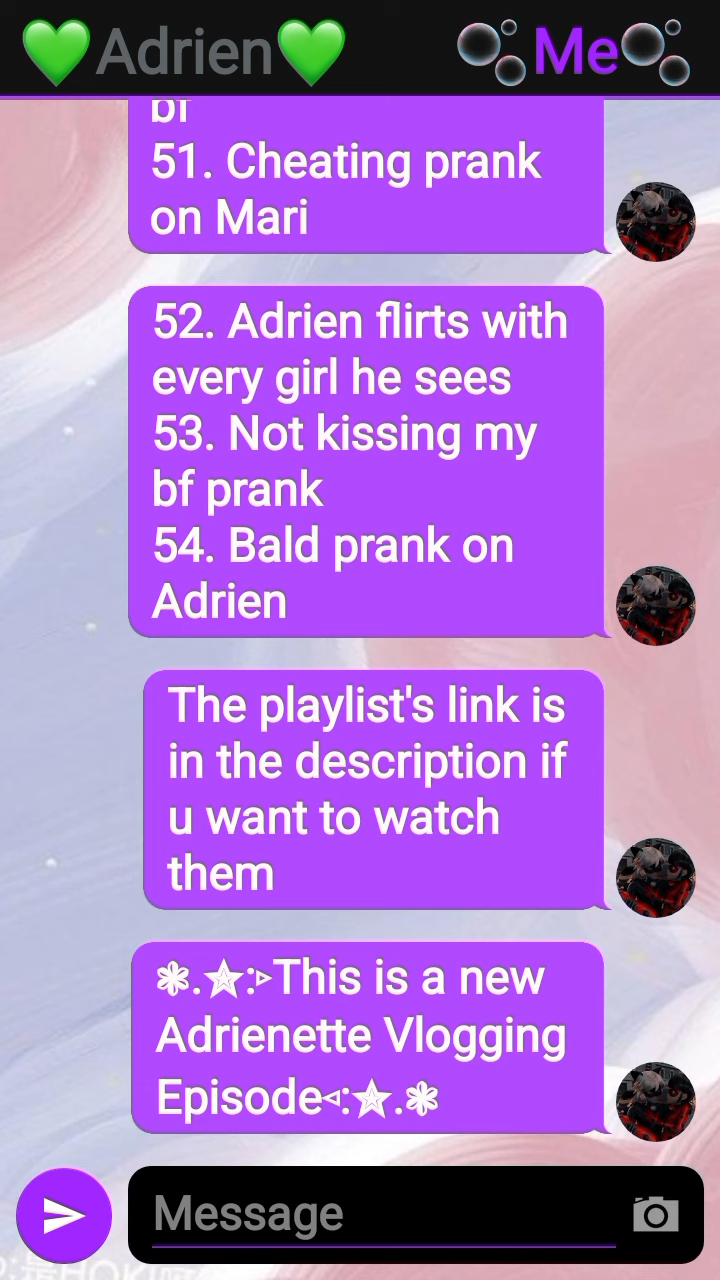 💚Adrien💚
🫧Me🫧
bf
51. Cheating prank
on Mari
52. Adrien flirts with
every girl he sees
53. Not kissing my
bf prank
54. Bald prank on
Adrien
The playlist's link is
in the description if
u want to watch
them
❃.✮:▹This is a new
Adrienette Vlogging
Episode◃:✮.❃
Message